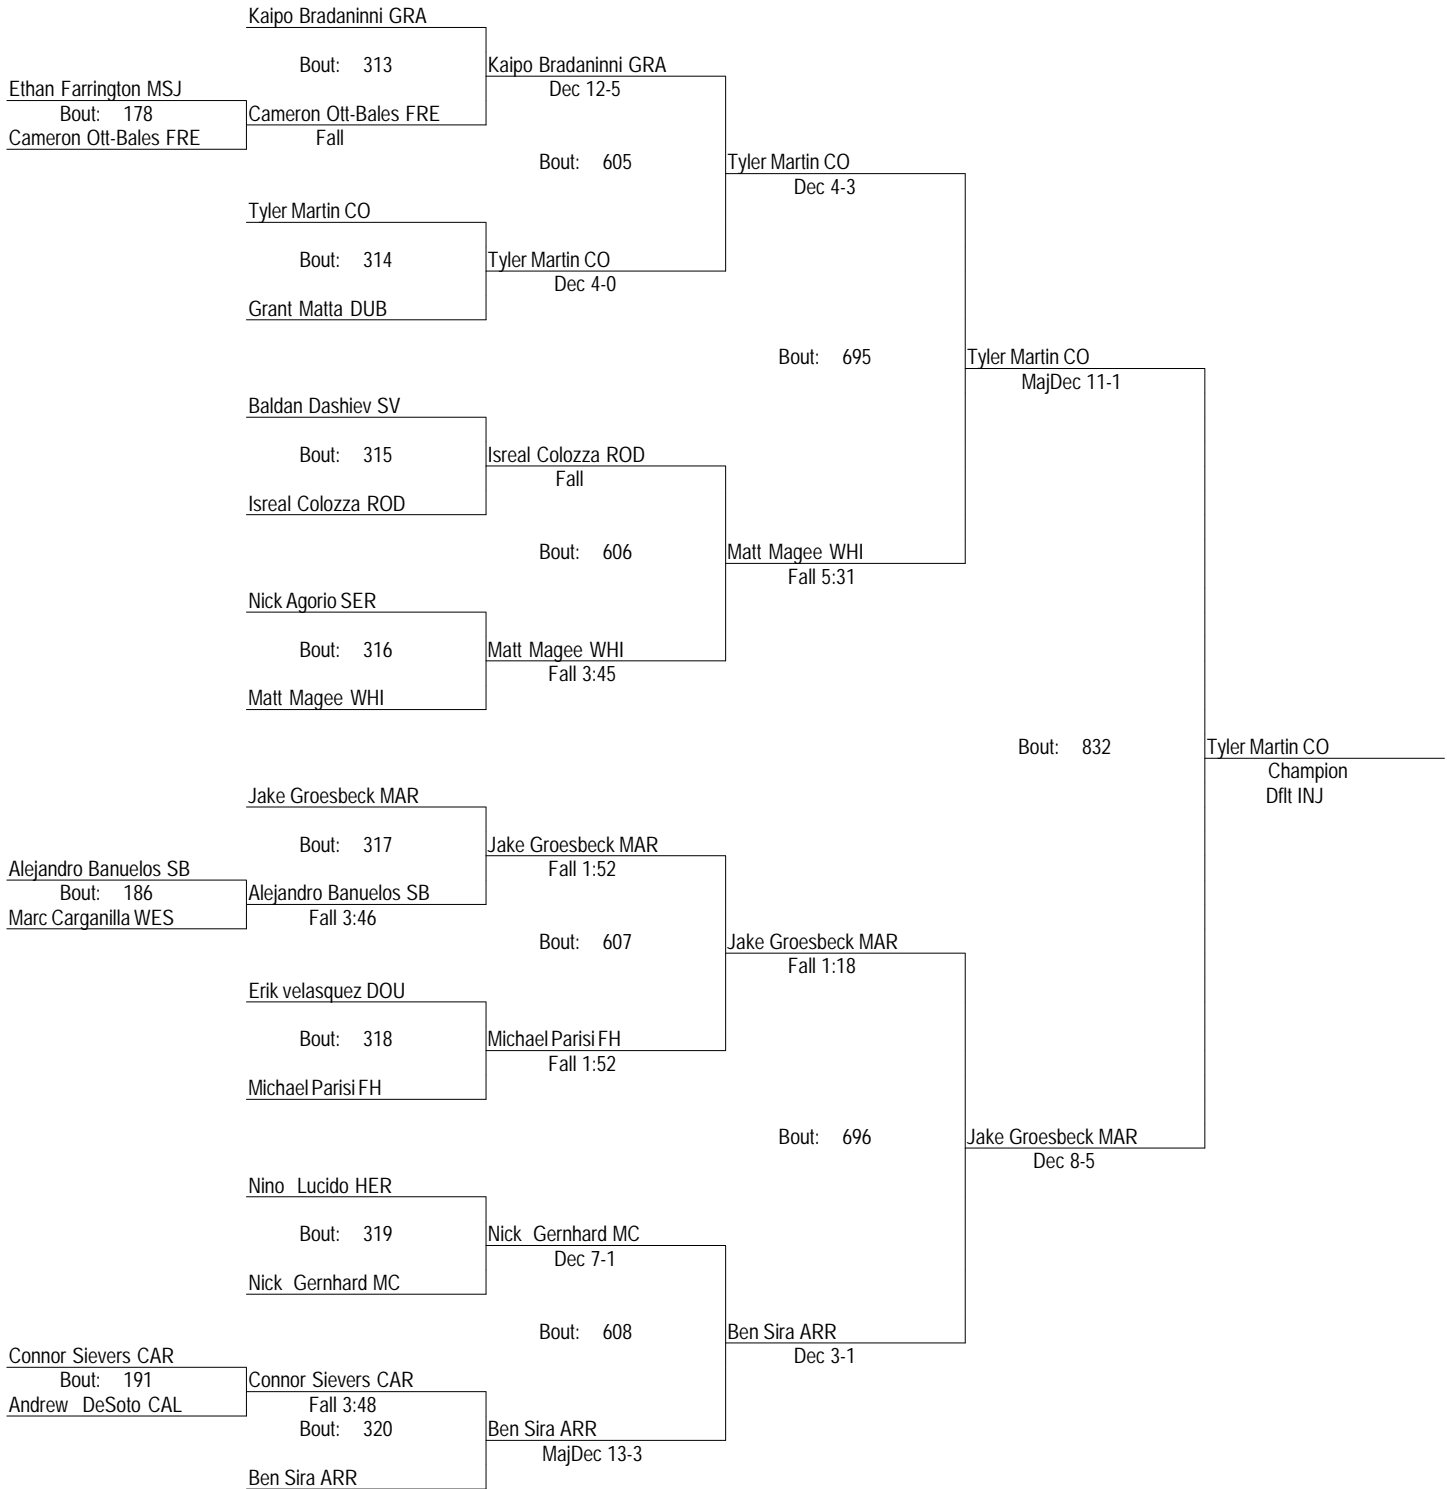 Kaipo Bradaninni GRA
Bout: 313
Kaipo Bradaninni GRA
Ethan Farrington MSJ
Dec 12-5
Bout: 178
Cameron Ott-Bales FRE
Cameron Ott-Bales FRE
Fall
Bout: 605
Tyler Martin CO
Dec 4-3
Tyler Martin CO
Bout: 314
Tyler Martin CO
Dec 4-0
Grant Matta DUB
Bout: 695
Tyler Martin CO
MajDec 11-1
Baldan Dashiev SV
Bout: 315
Isreal Colozza ROD
Fall
Isreal Colozza ROD
Bout: 606
Matt Magee WHI
Fall 5:31
Nick Agorio SER
Bout: 316
Matt Magee WHI
Fall 3:45
Matt Magee WHI
Bout: 832
Tyler Martin CO
Champion
Dflt INJ
Jake Groesbeck MAR
Bout: 317
Jake Groesbeck MAR
Alejandro Banuelos SB
Fall 1:52
Bout: 186
Alejandro Banuelos SB
Marc Carganilla WES
Fall 3:46
Bout: 607
Jake Groesbeck MAR
Fall 1:18
Erik velasquez DOU
Bout: 318
Michael Parisi FH
Fall 1:52
Michael Parisi FH
Bout: 696
Jake Groesbeck MAR
Dec 8-5
Nino Lucido HER
Bout: 319
Nick Gernhard MC
Dec 7-1
Nick Gernhard MC
Bout: 608
Ben Sira ARR
Dec 3-1
Connor Sievers CAR
Bout: 191
Connor Sievers CAR
Andrew DeSoto CAL
Fall 3:48
Bout: 320
Ben Sira ARR
MajDec 13-3
Ben Sira ARR